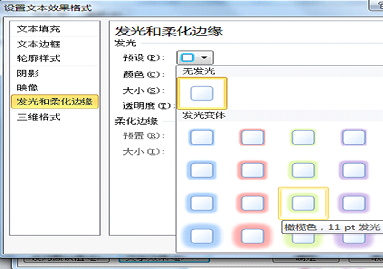 设置文本效果格式
文本填充
文本边框
轮廓样式
阴影
映像
发光和柔化边缘
三维格式
发光和柔化边缘
发光
预设(P):
颜色(C):
大小(S):
透明度(T):
柔化边缘
预置(R):
大小(I):
无发光
发光变体
橄榄色，11 pt 发光